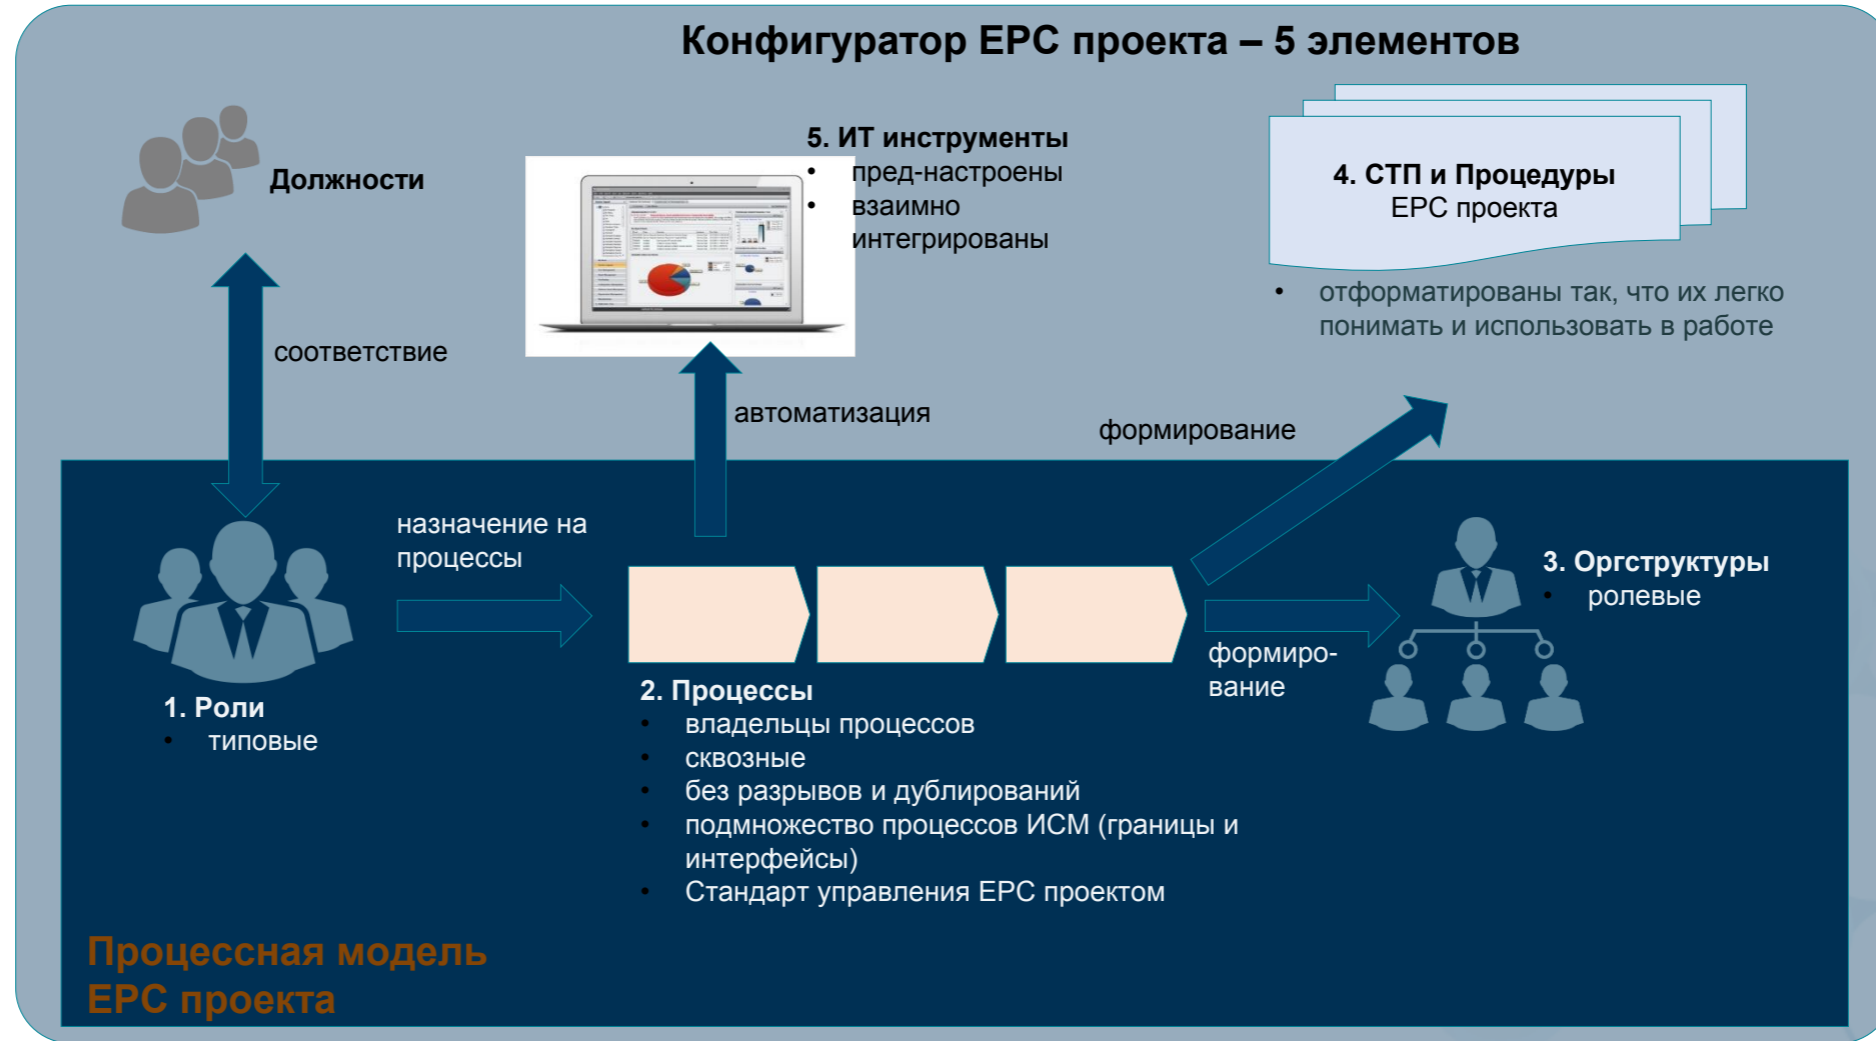 Конфигуратор EPC проекта – 5 элементов
Должности
5. ИТ инструменты
• пред-настроены
• взаимно
интегрированы
4. СТП и Процедуры
EPC проекта
• отформатированы так, что их легко
понимать и использовать в работе
соответствие
автоматизация
формирование
назначение на
процессы
1. Роли
• типовые
2. Процессы
• владельцы процессов
• сквозные
• без разрывов и дублирований
• подмножество процессов ИСМ (границы и
интерфейсы)
• Стандарт управления EPC проектом
формиро-
вание
3. Оргструктуры
• ролевые
Процессная модель
EPC проекта